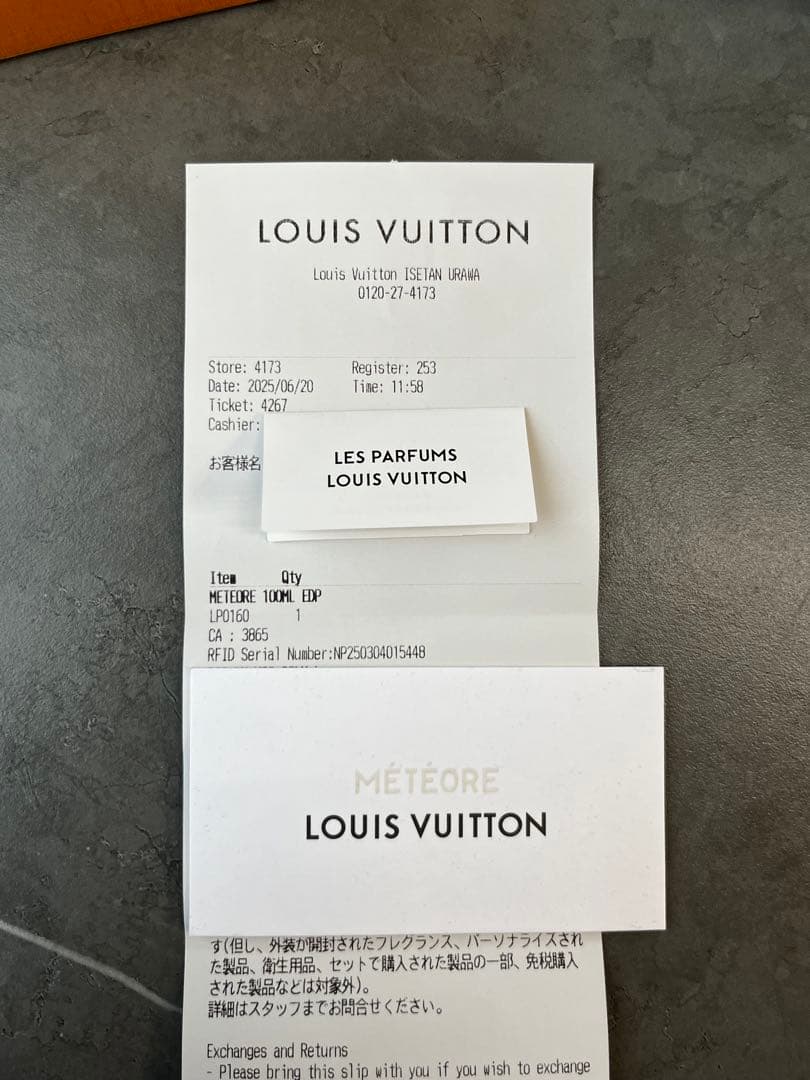 LOUIS VUITTON
Louis Vuitton ISETAN URAWA
0120-27-4173
Store: 4173 Register: 253
Date: 2025/06/20 Time: 11:58
Ticket: 4267
Cashier:
お客様名
LES PARFUMS
LOUIS VUITTON
Item Qty
METEORE 100ML EDP
LP0160 1
CA : 3865
RFID Serial Number:NP250304015448
MÉTÉORE
LOUIS VUITTON
す(但し、外装が開封されたフレグランス、パーソナライズされ
た製品、衛生用品、セットで購入された製品の一部、免税購入
された製品などは対象外)。
詳細はスタッフまでお問合せください。
Exchanges and Returns
- Please bring this slip with you if you wish to exchange